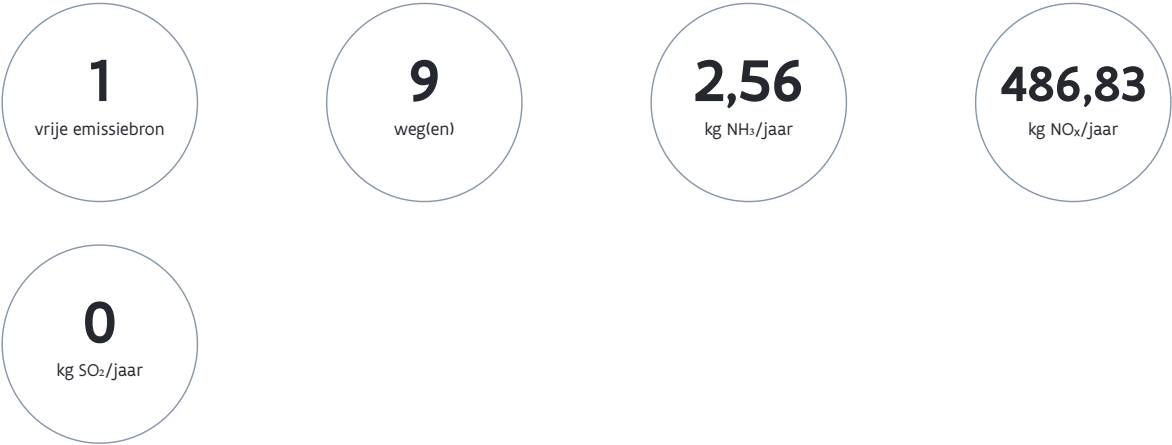 1
vrije emissiebron
9
weg(en)
2,56
kg NH₃/jaar
486,83
kg NOₓ/jaar
0
kg SO₂/jaar